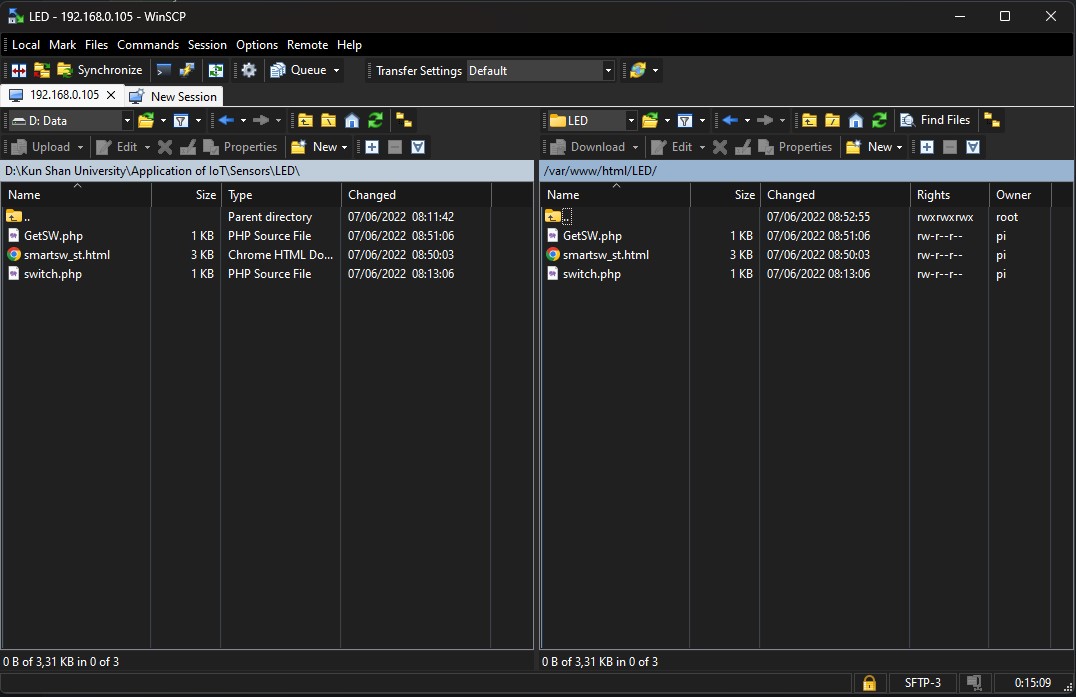 LED - 192.168.0.105 - WinSCP
Local Mark Files Commands Session Options Remote Help
Synchronize Queue Transfer Settings Default
192.168.0.105 New Session
D: Data LED Find Files
Upload Edit Properties New Download Edit Properties New
D:\Kun Shan University\Application of IoT\Sensors\LED\ /var/www/html/LED/
Name Size Type Changed Name Size Changed Rights Owner
.. Parent directory 07/06/2022 08:11:42 .. 07/06/2022 08:52:55 rwxrwxrwx root
GetSW.php 1 KB PHP Source File 07/06/2022 08:51:06 GetSW.php 1 KB 07/06/2022 08:51:06 rw-r--r-- pi
smartsw_st.html 3 KB Chrome HTML Do... 07/06/2022 08:50:03 smartsw_st.html 3 KB 07/06/2022 08:50:03 rw-r--r-- pi
switch.php 1 KB PHP Source File 07/06/2022 08:13:06 switch.php 1 KB 07/06/2022 08:13:06 rw-r--r-- pi
0 B of 3,31 KB in 0 of 3 0 B of 3,31 KB in 0 of 3
SFTP-3 0:15:09